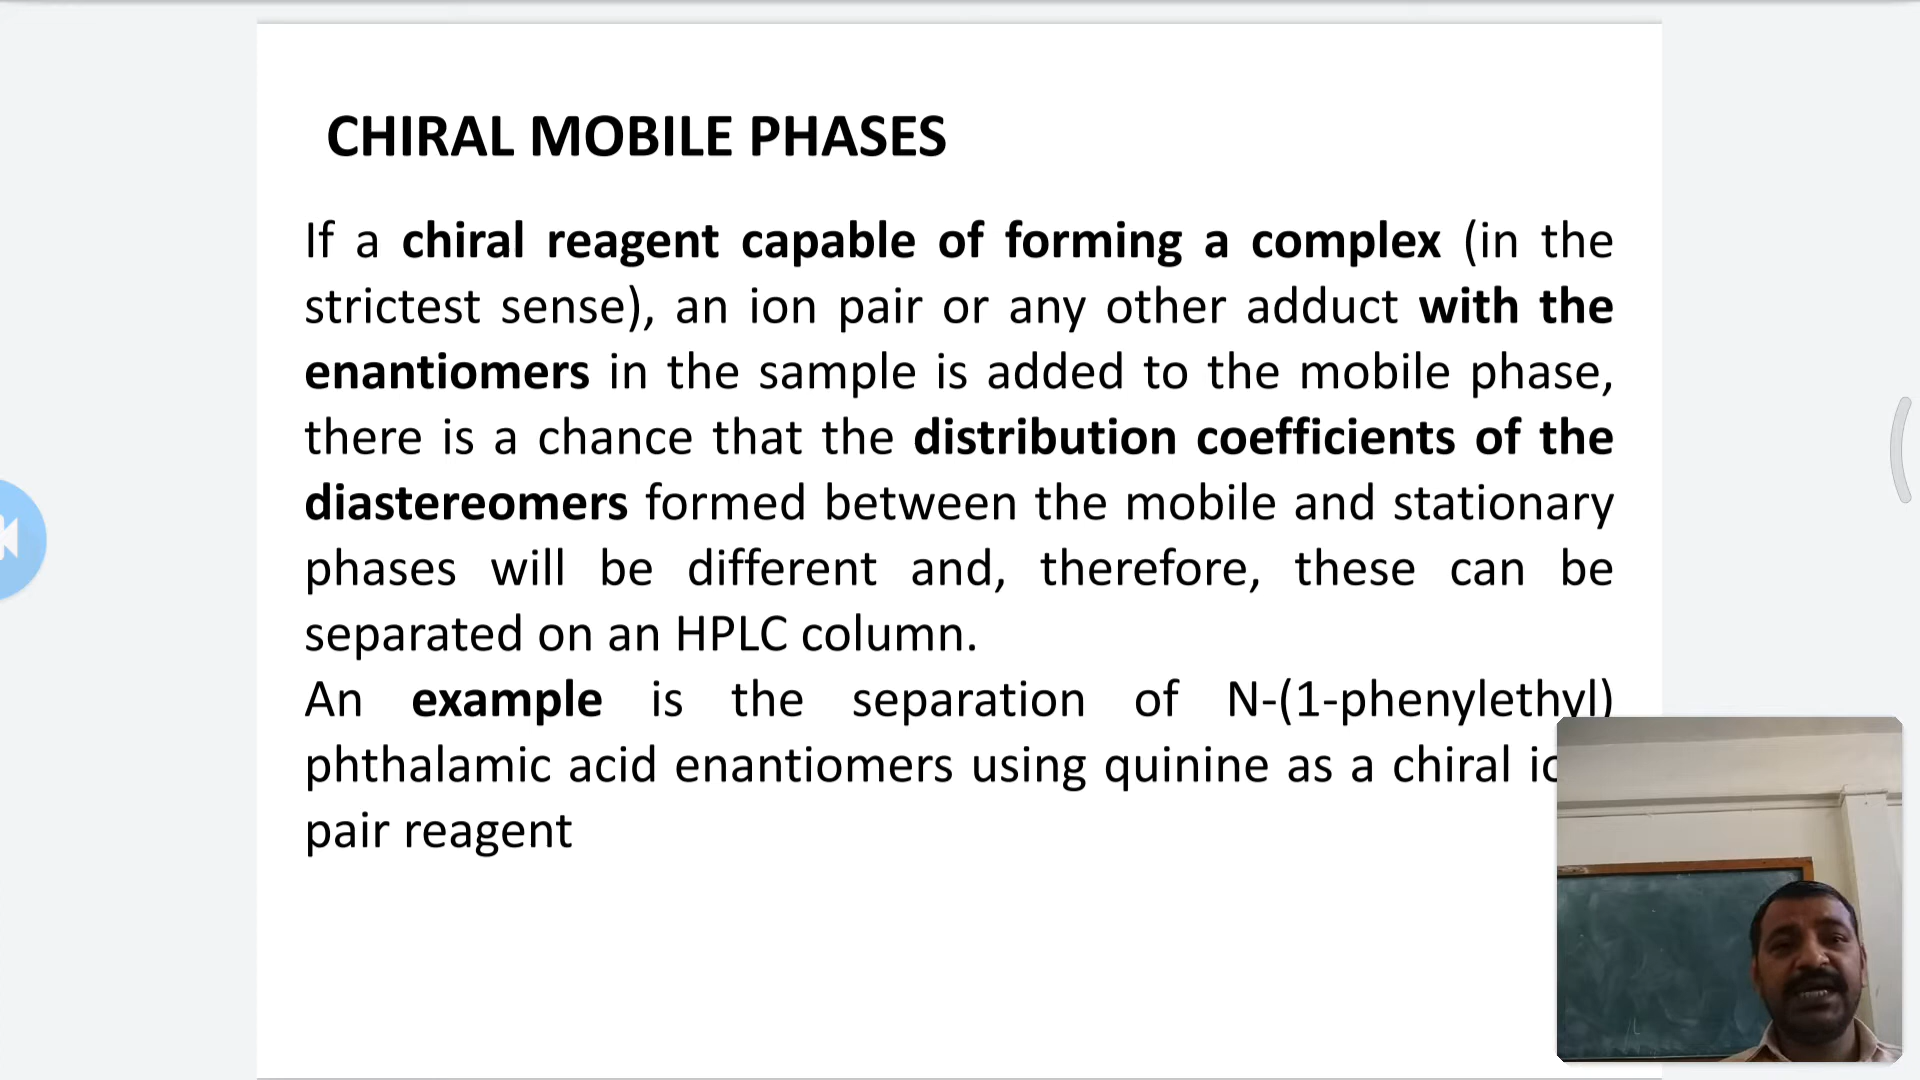 CHIRAL MOBILE PHASES
If a chiral reagent capable of forming a complex (in the
strictest sense), an ion pair or any other adduct with the
enantiomers in the sample is added to the mobile phase,
there is a chance that the distribution coefficients of the
diastereomers formed between the mobile and stationary
phases will be different and, therefore, these can be
separated on an HPLC column.
An example is the separation of N-(1-phenylethyl)
phthalamic acid enantiomers using quinine as a chiral
pair reagent